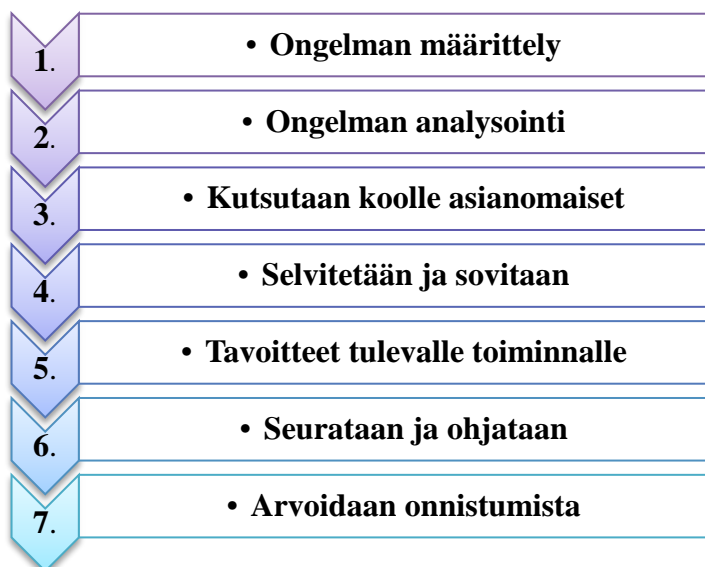 1. • Ongelman määrittely
2. • Ongelman analysointi
3. • Kutsutaan koolle asianomaiset
4. • Selvitetään ja sovitaan
5. • Tavoitteet tulevalle toiminnalle
6. • Seurataan ja ohjataan
7. • Arvoidaan onnistumista